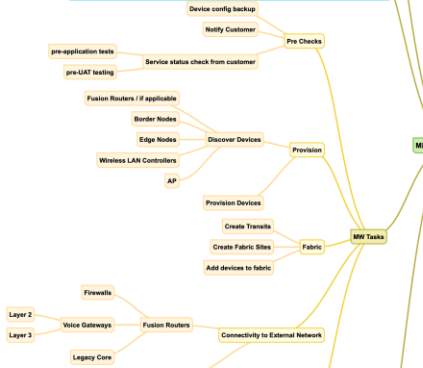 Device config backup
Notify Customer
Pre Checks
pre-application tests
Service status check from customer
pre-UAT testing
Fusion Routers / if applicable
Border Nodes
Edge Nodes
Discover Devices
Wireless LAN Controllers
Provision
AP
Provision Devices
Create Transits
MW Tasks
Create Fabric Sites
Fabric
Add devices to fabric
Firewalls
Layer 2
Voice Gateways
Fusion Routers
Layer 3
Connectivity to External Network
Legacy Core